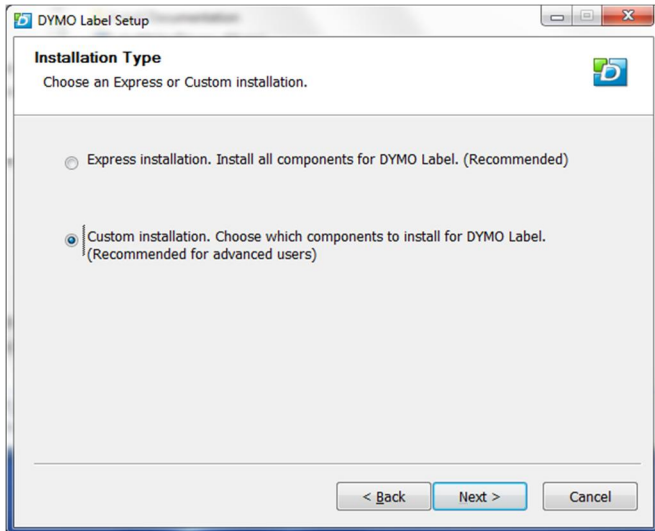 DYMO Label Setup
Installation Type
Choose an Express or Custom installation.
Express installation. Install all components for DYMO Label. (Recommended)
Custom installation. Choose which components to install for DYMO Label.
(Recommended for advanced users)
< Back
Next >
Cancel